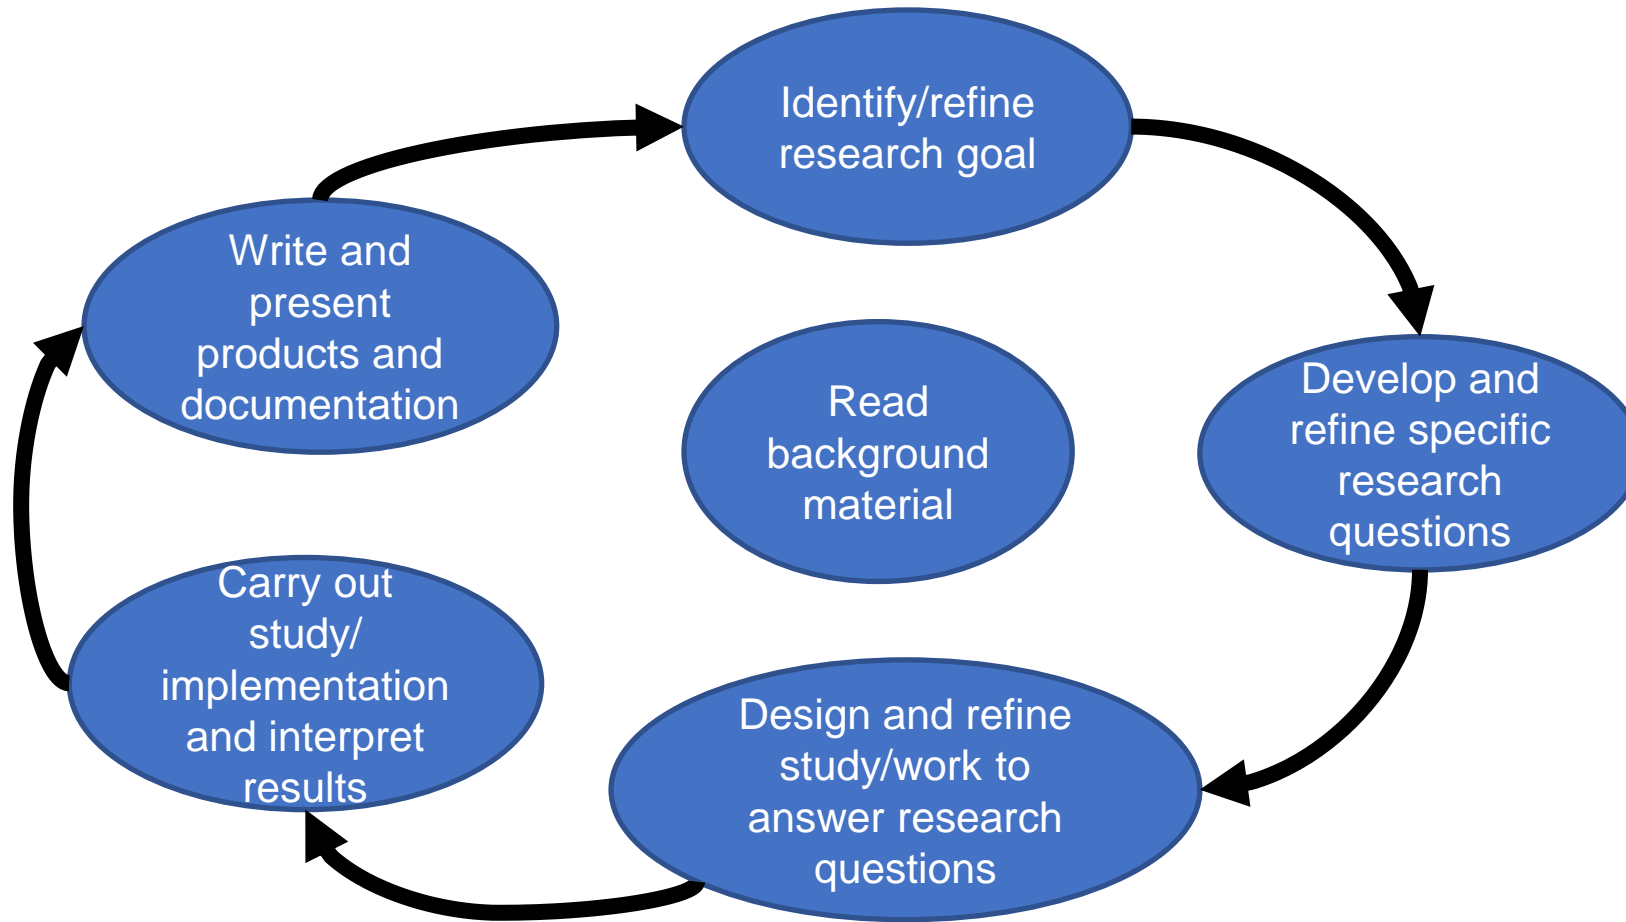 Identify/refine
research goal
Write and
present
products and
documentation
Read
background
material
Develop and
refine specific
research
questions
Carry out
study/
implementation
and interpret
results
Design and refine
study/work to
answer research
questions